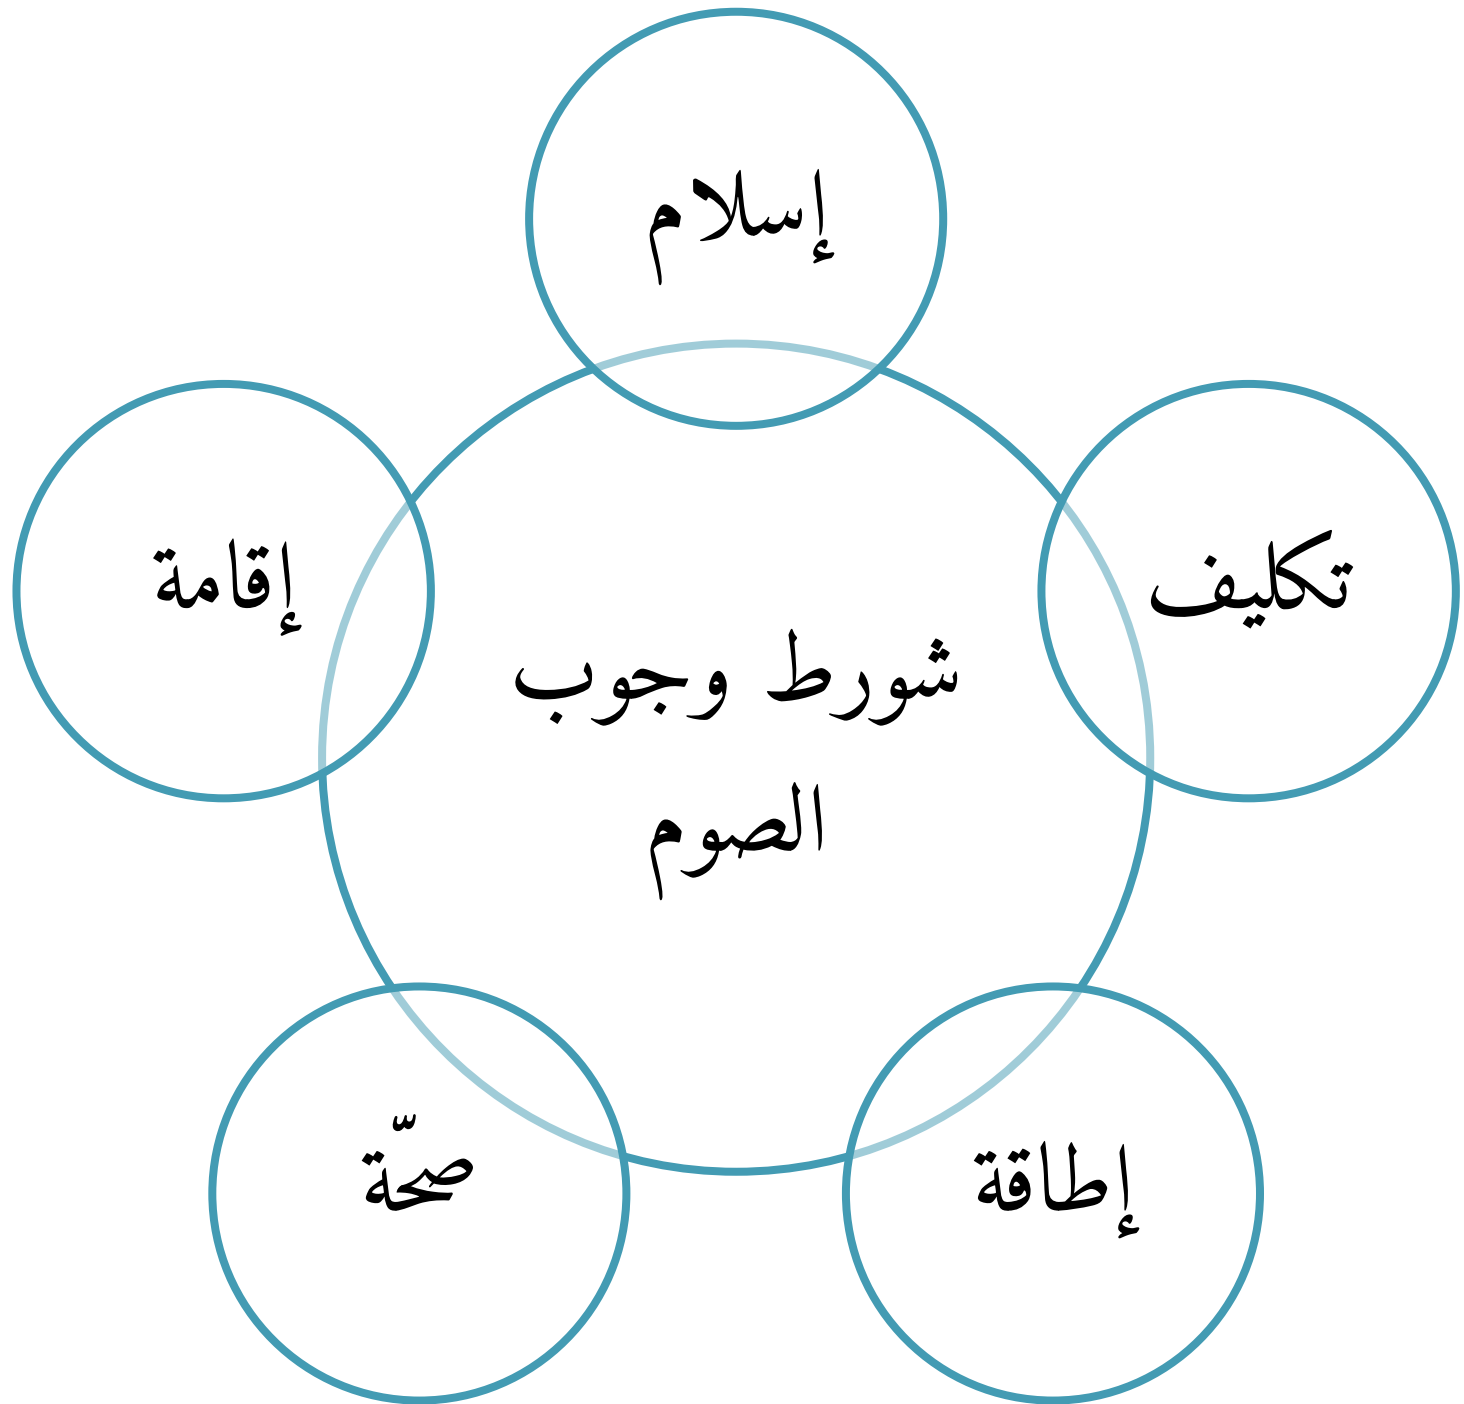 إسلام
تكليف
إقامة
شورط وجوب
الصوم
إطاقة
صحّة